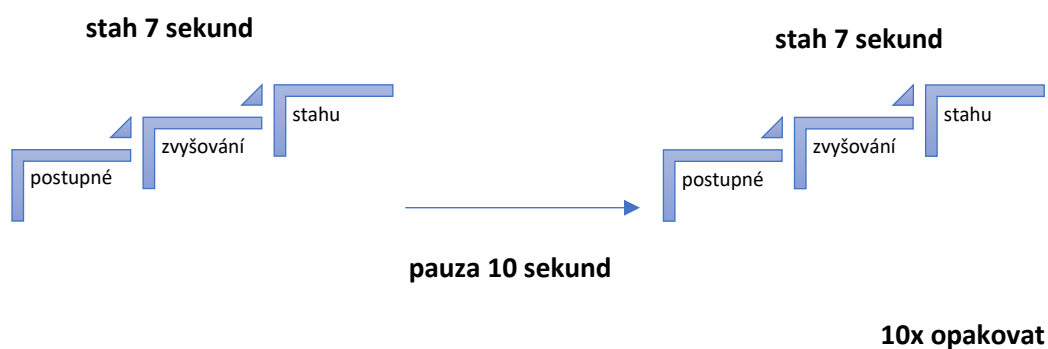 stah 7 sekund
stah 7 sekund
postupné
zvyšování
stahu
postupné
zvyšování
stahu
pauza 10 sekund
10x opakovat